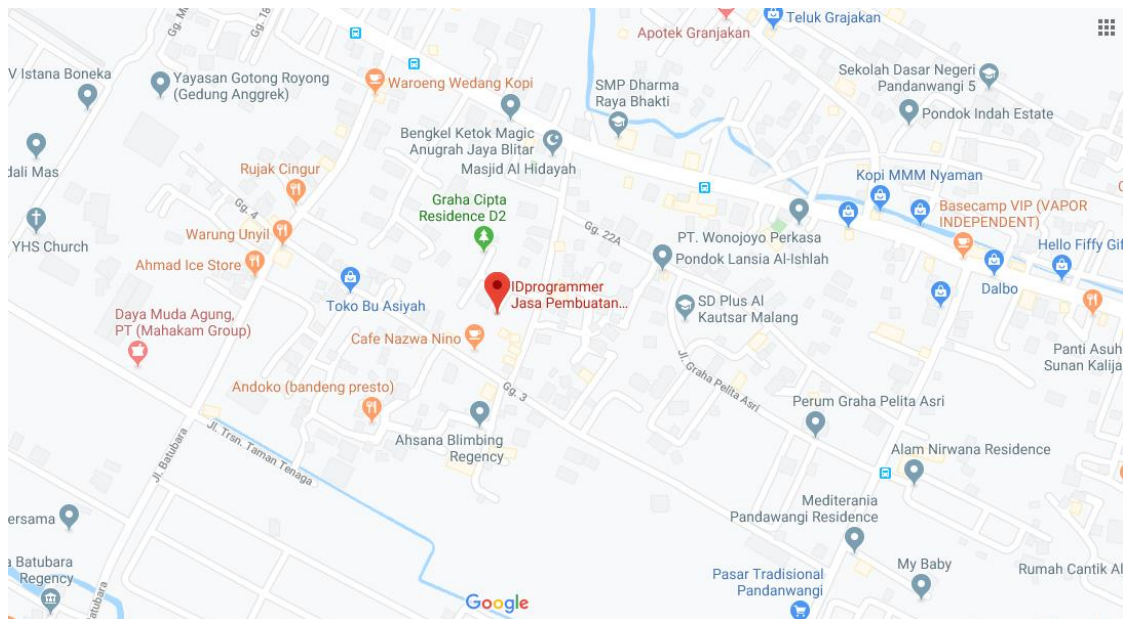 Gg. 18
Teluk Grajakan
Apotek Granjakan
V Istana Boneka
Yayasan Gotong Royong
(Gedung Anggrek)
Waroeng Wedang Kopi
SMP Dharma
Raya Bhakti
Sekolah Dasar Negeri
Pandanwangi 5
Pondok Indah Estate
Bengkel Ketok Magic
Anugrah Jaya Blitar
Masjid Al Hidayah
dali Mas
Rujak Cingur
Kopi MMM Nyaman
Graha Cipta
Residence D2
Gg. 4
Basecamp VIP (VAPOR
INDEPENDENT)
Warung Unyil
Gg. 22A
PT. Wonojoyo Perkasa
YHS Church
Hello Fiffy Gif
Pondok Lansia Al-Ishlah
Ahmad Ice Store
IDprogrammer
Jasa Pembuatan...
Dalbo
Toko Bu Asiyah
SD Plus Al
Kautsar Malang
Daya Muda Agung,
PT (Mahakam Group)
Cafe Nazwa Nino
Panti Asuh
Sunan Kalija
Jl. Graha Pelita Asri
Andoko (bandeng presto)
Gg. 3
Perum Graha Pelita Asri
Jl. Trsn. Taman Tenaga
Ahsana Blimbing
Regency
Jl. Batubara
Alam Nirwana Residence
Mediterania
Pandawangi Residence
ersama
a Batubara
Regency
My Baby
Rumah Cantik Al
Pasar Tradisional
Pandanwangi
Jl. Batubara
Google